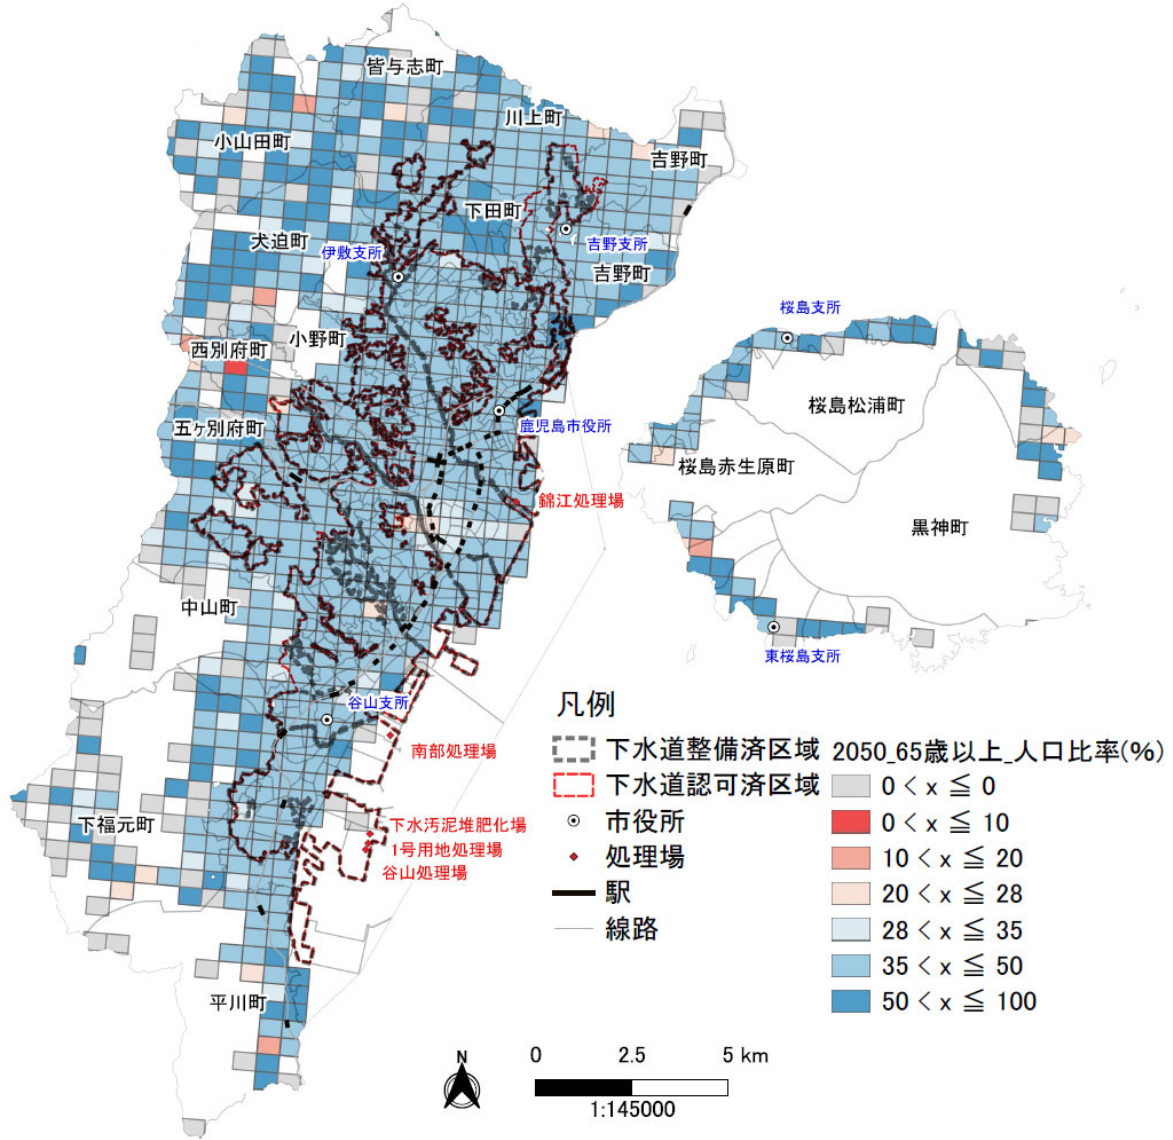 皆与志町
川上町
小山田町
吉野町
下田町
犬迫町
伊敷支所
吉野支所
吉野町
小野町
西別府町
五ヶ別府町
鹿児島市役所
錦江処理場
中山町
谷山支所
南部処理場
下福元町
下水汚泥堆肥化場
1号用地処理場
谷山処理場
平川町
桜島支所
桜島松浦町
桜島赤生原町
黒神町
東桜島支所
凡例
下水道整備済区域
下水道認可済区域
市役所
処理場
駅
線路
2050_65歳以上_人口比率(%)
0 < x ≦ 0
0 < x ≦ 10
10 < x ≦ 20
20 < x ≦ 28
28 < x ≦ 35
35 < x ≦ 50
50 < x ≦ 100
N
0 2.5 5 km
1:145000